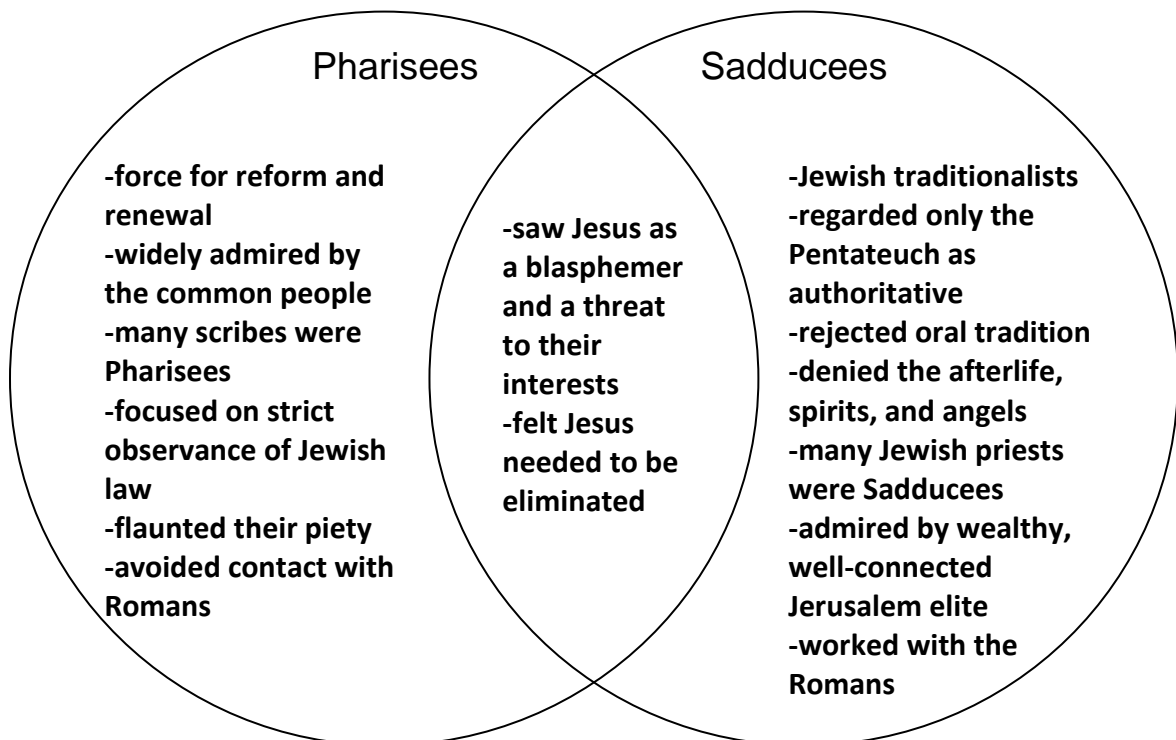 Pharisees
-force for reform and
renewal
-widely admired by
the common people
-many scribes were
Pharisees
-focused on strict
observance of Jewish
law
-flaunted their piety
-avoided contact with
Romans
-saw Jesus as
a blasphemer
and a threat
to their
interests
-felt Jesus
needed to be
eliminated
Sadducees
-Jewish traditionalists
-regarded only the
Pentateuch as
authoritative
-rejected oral tradition
-denied the afterlife,
spirits, and angels
-many Jewish priests
were Sadducees
-admired by wealthy,
well-connected
Jerusalem elite
-worked with the
Romans